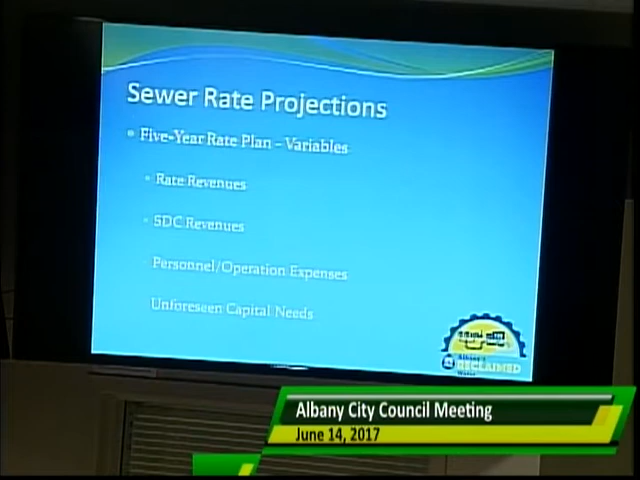 Sewer Rate Projections
• Five-Year Rate Plan – Variables
• Rate Revenues
• SDC Revenues
Personnel/Operation Expenses
Unforeseen Capital Needs
RECLAIMED
Albany City Council Meeting
June 14, 2017